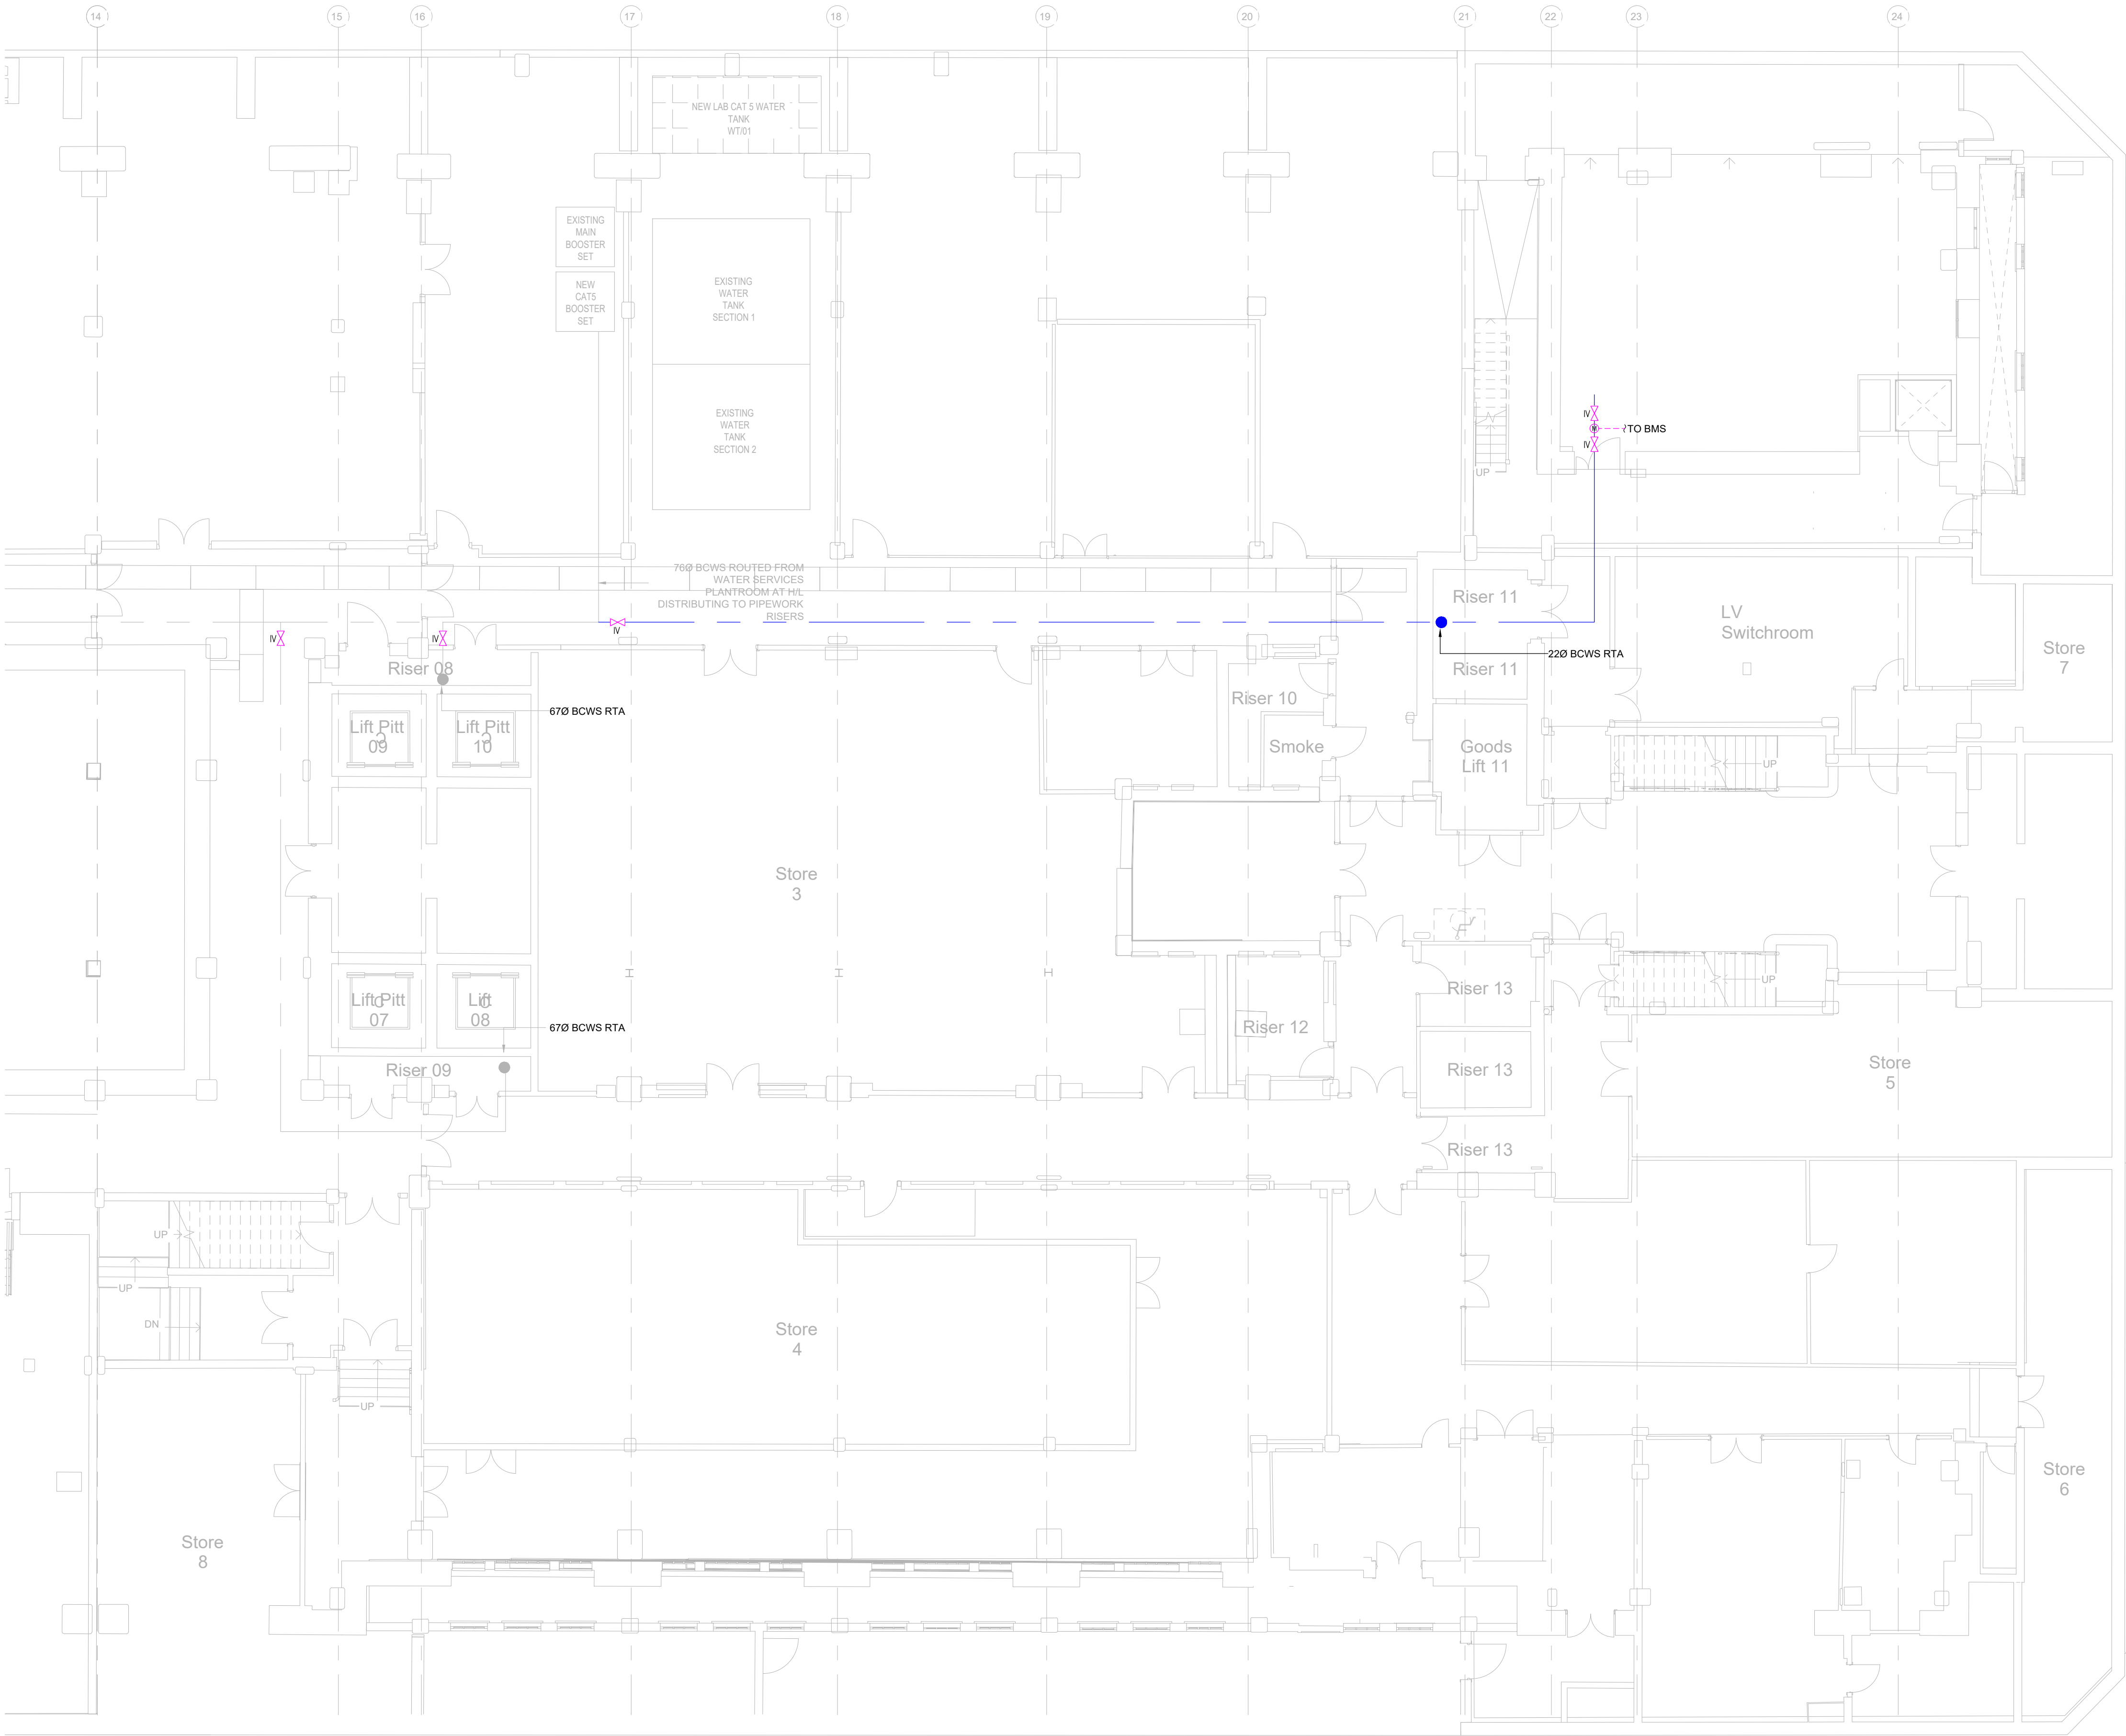 14
15
16
17
18
19
20
21
22
23
24
NEW LAB CAT 5 WATER
TANK
WT/01
EXISTING
MAIN
BOOSTER
SET
NEW
CAT5
BOOSTER
SET
EXISTING
WATER
TANK
SECTION 1
EXISTING
WATER
TANK
SECTION 2
IV
M
TO BMS
IV
UP
76Ø BCWS ROUTED FROM
WATER SERVICES
PLANTROOM AT H/L
DISTRIBUTING TO PIPEWORK
RISERS
IV
IV
IV
Riser 11
LV
Switchroom
Store
7
22Ø BCWS RTA
Riser 11
Riser 08
67Ø BCWS RTA
Riser 10
Lift Pitt
09
Lift Pitt
10
Smoke
Goods
Lift 11
UP
Store
3
UP
Lift Pitt
07
Lift
08
Riser 13
67Ø BCWS RTA
Riser 12
Riser 09
Riser 13
Store
5
Riser 13
UP
UP
DN
Store
4
UP
Store
6
Store
8